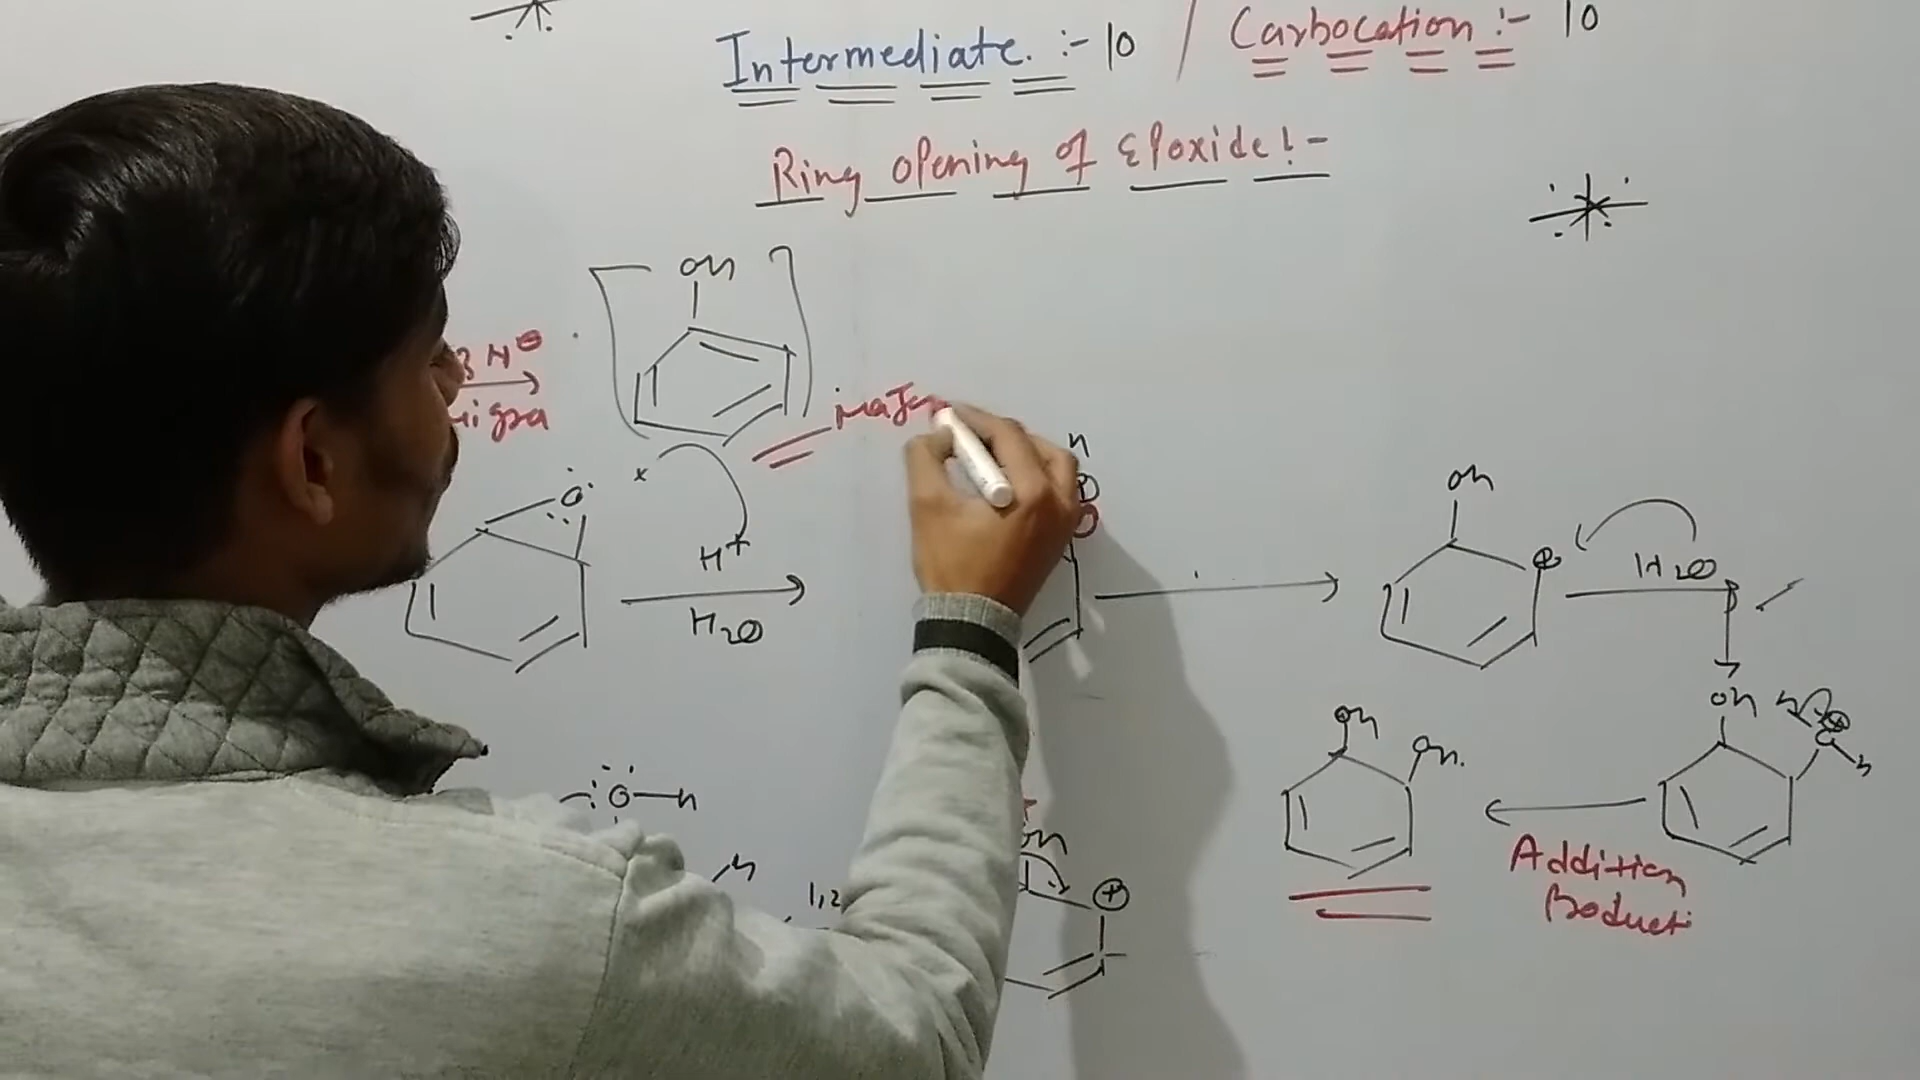 Intermediate :- 10 / Carbocation :- 10
Ring opening of Epoxide :-
OH
H⊖
major
O
H
H+
H2O
OH
⊕
H2O
OH
H
⊕
H
OH
OH
O-H
H
1,2
OH
⊕
Addition
Product